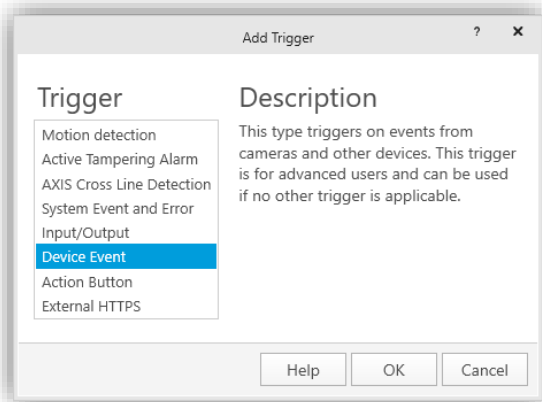 Add Trigger
?
Trigger
Motion detection
Active Tampering Alarm
AXIS Cross Line Detection
System Event and Error
Input/Output
Device Event
Action Button
External HTTPS
Description
This type triggers on events from
cameras and other devices. This trigger
is for advanced users and can be used
if no other trigger is applicable.
Help
OK
Cancel